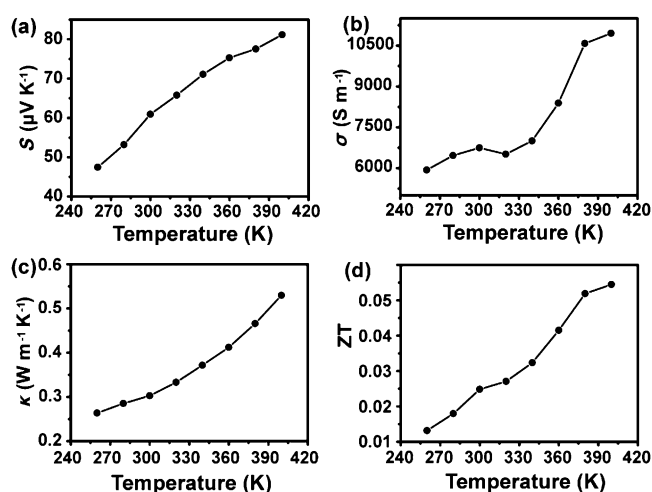 (a)
80
70
60
50
40
S (μV K⁻¹)
240 270 300 330 360 390 420
Temperature (K)
(b)
10500
9000
7500
6000
σ (S m⁻¹)
240 270 300 330 360 390 420
Temperature (K)
(c)
0.6
0.5
0.4
0.3
0.2
κ (W m⁻¹ K⁻¹)
240 270 300 330 360 390 420
Temperature (K)
(d)
0.05
0.04
0.03
0.02
0.01
ZT
240 270 300 330 360 390 420
Temperature (K)